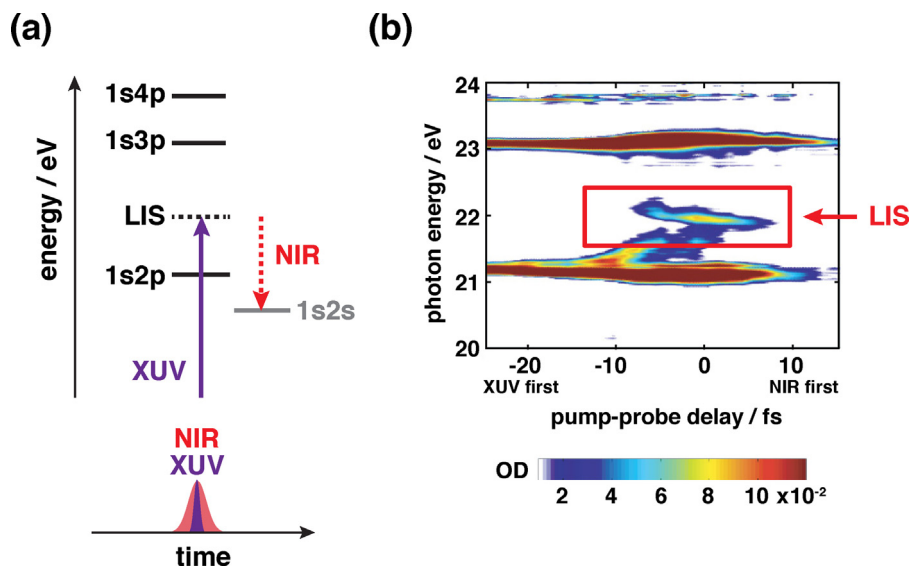 (a)
energy / eV
1s4p
1s3p
LIS
1s2p
NIR
1s2s
XUV
NIR
XUV
time
(b)
photon energy / eV
24
23
22
21
20
LIS
-20 -10 0 10
XUV first NIR first
pump-probe delay / fs
OD
2 4 6 8 10 x10-2